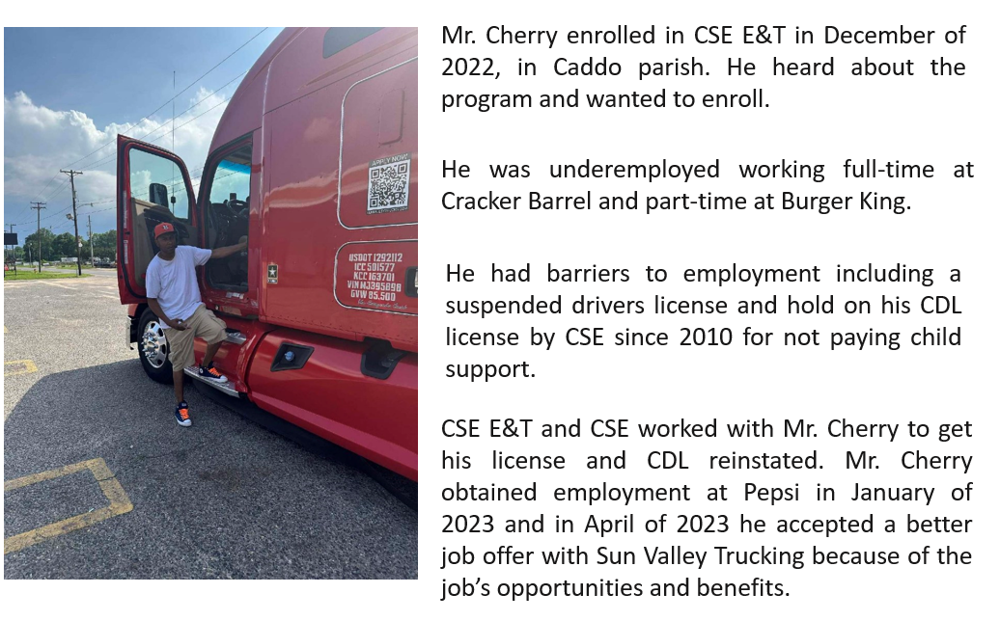 Mr. Cherry enrolled in CSE E&T in December of
2022, in Caddo parish. He heard about the
program and wanted to enroll.
He was underemployed working full-time at
Cracker Barrel and part-time at Burger King.
He had barriers to employment including a
suspended drivers license and hold on his CDL
license by CSE since 2010 for not paying child
support.
CSE E&T and CSE worked with Mr. Cherry to get
his license and CDL reinstated. Mr. Cherry
obtained employment at Pepsi in January of
2023 and in April of 2023 he accepted a better
job offer with Sun Valley Trucking because of the
job’s opportunities and benefits.
APPLY NOW!
USDOT 1292112
ICC 501577
KCC 163701
VIN MJ395898
GVW 85,500